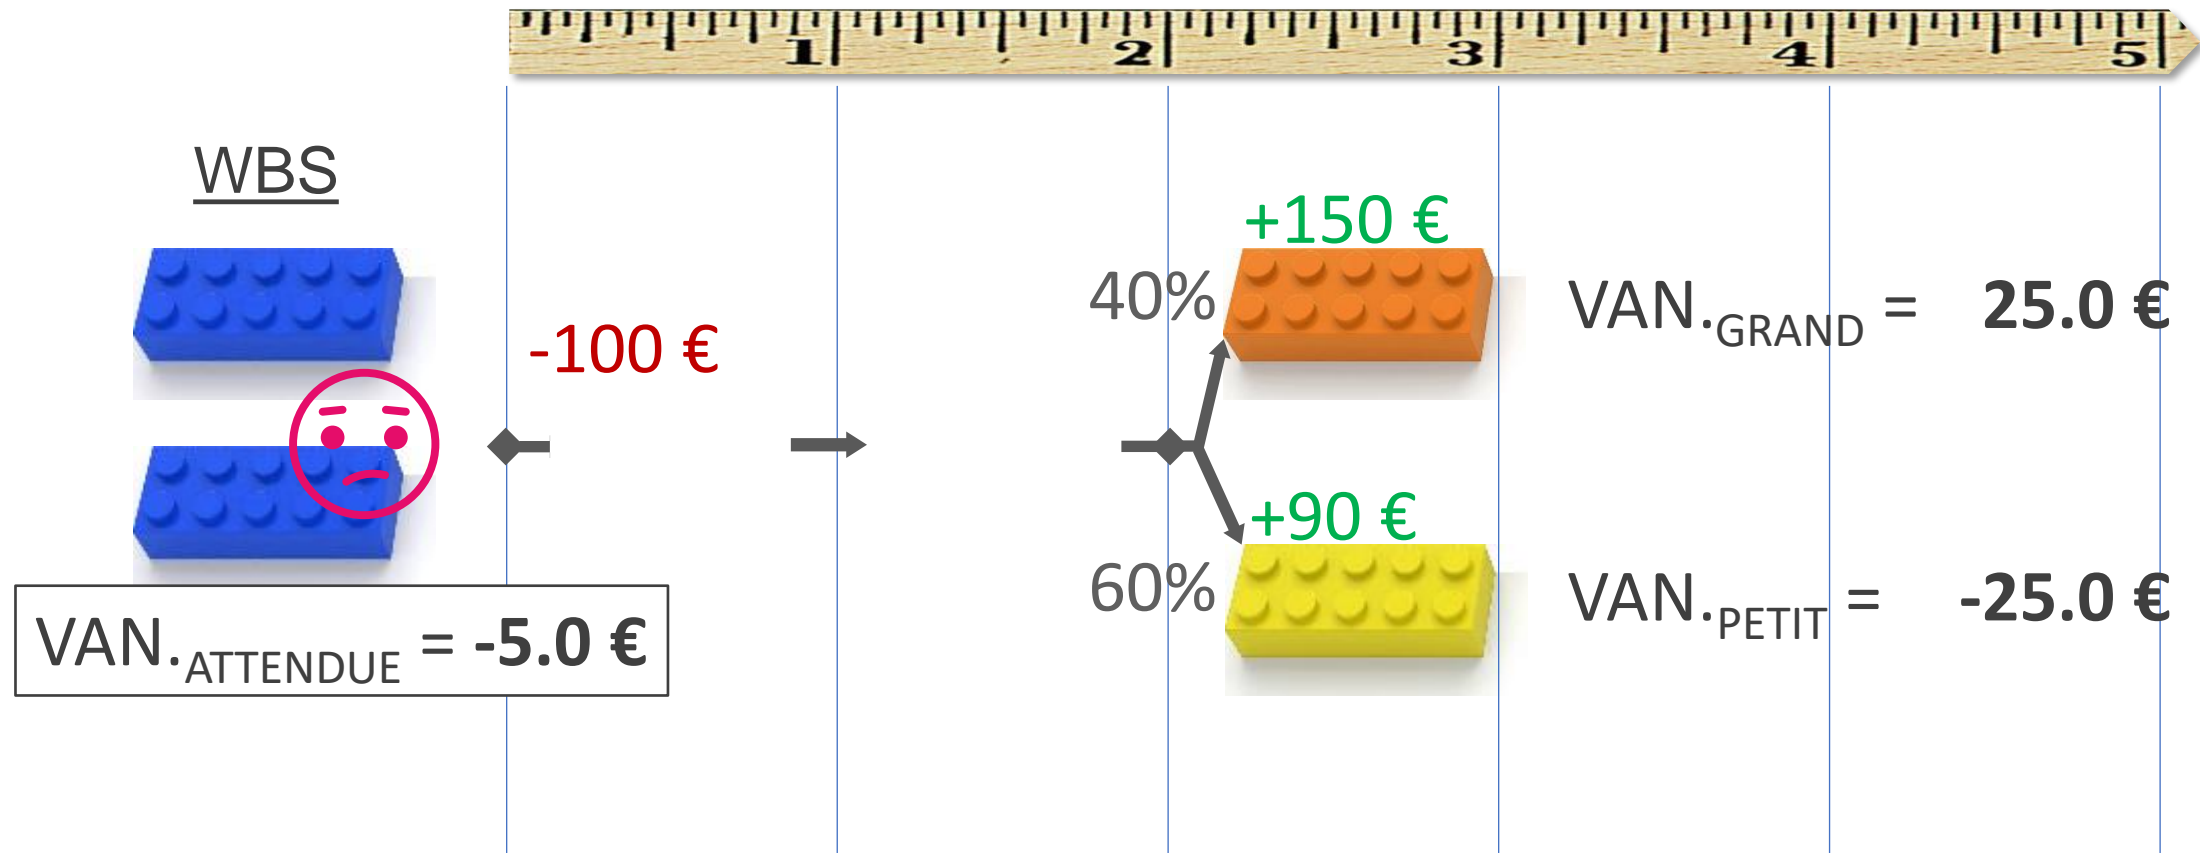 1 2 3 4 5
WBS
+150 €
40%
VAN.GRAND = 25.0 €
-100 €
+90 €
60%
VAN.PETIT = -25.0 €
VAN.ATTENDUE = -5.0 €